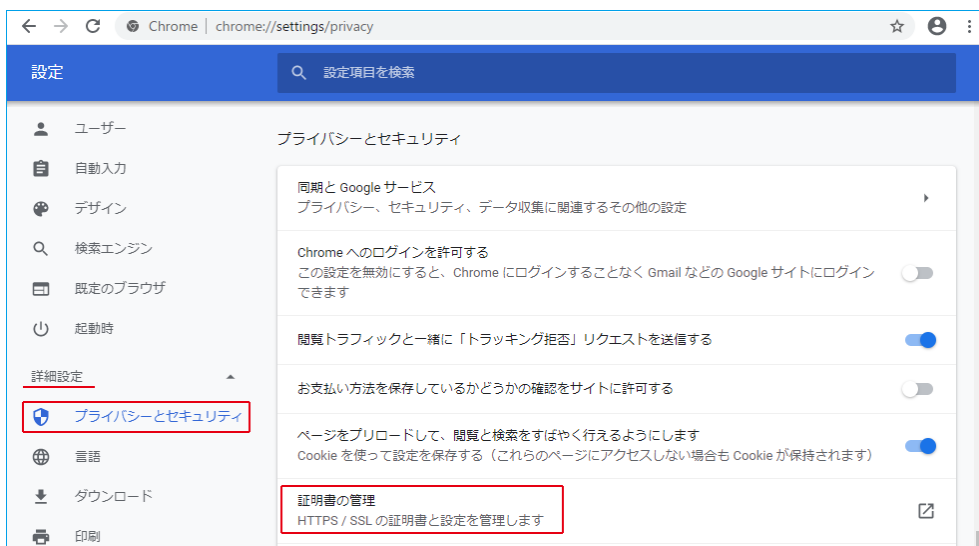 Chrome | chrome://settings/privacy
設定
設定項目を検索
ユーザー
自動入力
デザイン
検索エンジン
既定のブラウザ
起動時
詳細設定
プライバシーとセキュリティ
言語
ダウンロード
印刷
プライバシーとセキュリティ
同期と Google サービス
プライバシー、セキュリティ、データ収集に関連するその他の設定
Chrome へのログインを許可する
この設定を無効にすると、Chrome にログインすることなく Gmail などの Google サイトにログイン
できます
閲覧トラフィックと一緒に「トラッキング拒否」リクエストを送信する
お支払い方法を保存しているかどうかの確認をサイトに許可する
ページをプリロードして、閲覧と検索をすばやく行えるようにします
Cookie を使って設定を保存する（これらのページにアクセスしない場合も Cookie が保持されます）
証明書の管理
HTTPS / SSL の証明書と設定を管理します